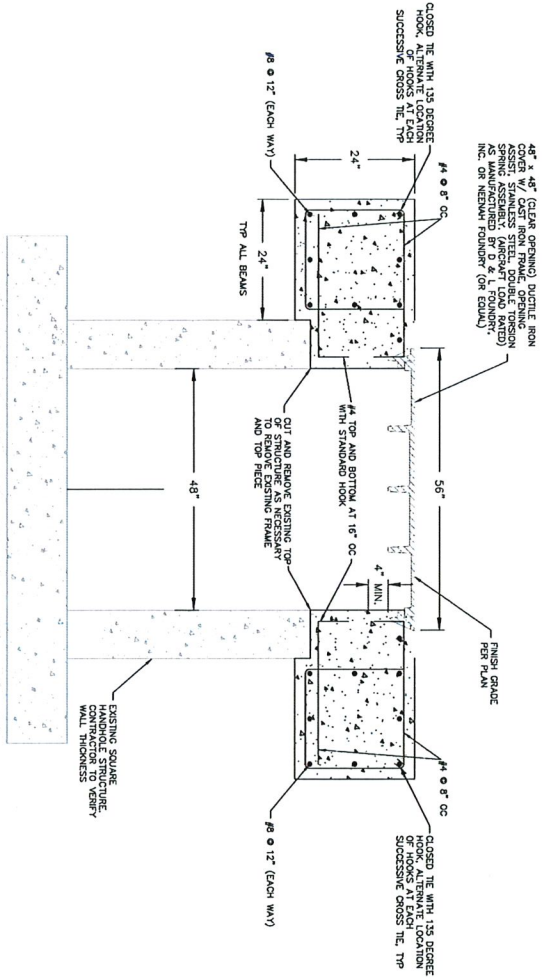 48" x 48" (CLEAR OPENING) DUCTILE IRON
COVER W/ CAST IRON FRAME, OPENING
ASSIST, STAINLESS STEEL, DOUBLE TORSION
SPRING ASSEMBLY, (AIRCRAFT LOAD RATED)
AS MANUFACTURED BY D & L FOUNDRY,
INC. OR NEENAH FOUNDRY (OR EQUAL)
CLOSED TIE WITH 135 DEGREE
HOOK, ALTERNATE LOCATION
OF HOOKS AT EACH
SUCCESSIVE CROSS TIE, TYP
#4 @ 8" OC
24"
#8 @ 12" (EACH WAY)
24"
TYP ALL BEAMS
56"
4"
MIN.
FINISH GRADE
PER PLAN
#4 @ 8" OC
CLOSED TIE WITH 135 DEGREE
HOOK, ALTERNATE LOCATION
OF HOOKS AT EACH
SUCCESSIVE CROSS TIE, TYP
#8 @ 12" (EACH WAY)
#4 TOP AND BOTTOM AT 16" OC
WITH STANDARD HOOK
CUT AND REMOVE EXISTING TOP
OF STRUCTURE AS NECESSARY
TO REMOVE EXISTING FRAME
AND TOP PIECE
48"
EXISTING SQUARE
HANDHOLE STRUCTURE,
CONTRACTOR TO VERIFY
WALL THICKNESS